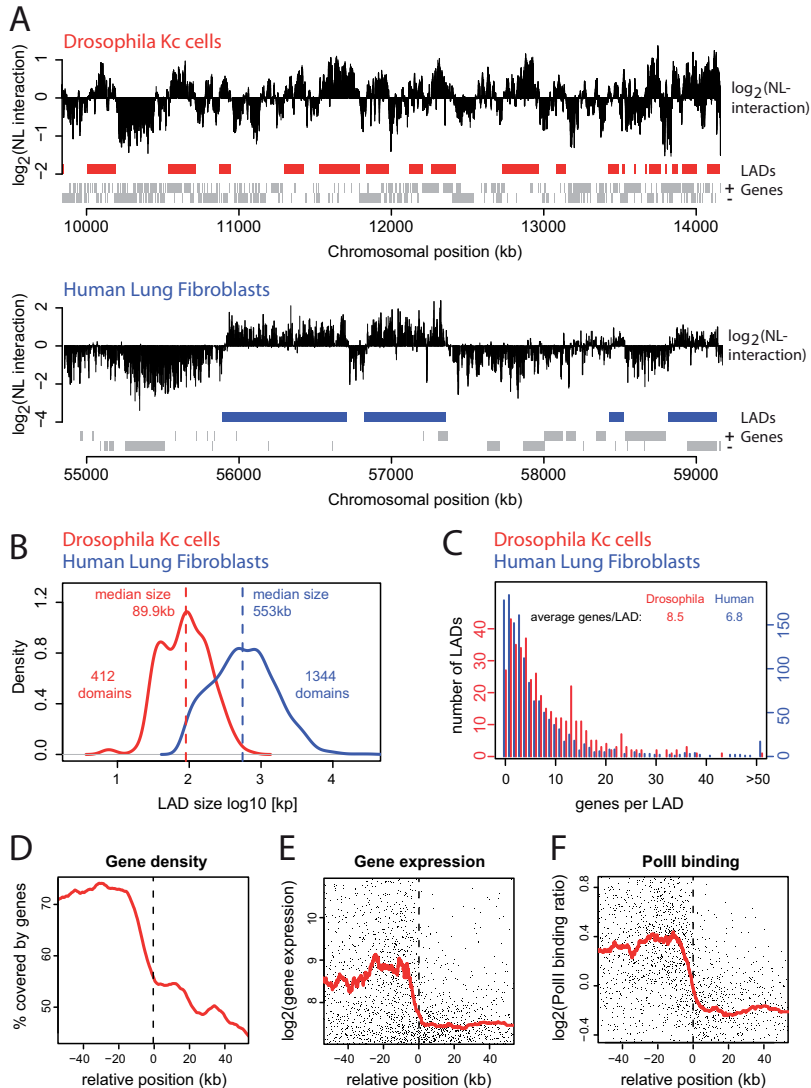 A
Drosophila Kc cells
log2(NL interaction)
1
0
−1
−2
log2(NL-
interaction)
LADs
+ Genes
-
10000 11000 12000 13000 14000
Chromosomal position (kb)
Human Lung Fibroblasts
log2(NL interaction)
2
0
−2
−4
log2(NL-
interaction)
LADs
+ Genes
-
55000 56000 57000 58000 59000
Chromosomal position (kb)
B
Drosophila Kc cells
Human Lung Fibroblasts
Density
1.2
0.8
0.4
0.0
median size
89.9kb
median size
553kb
412
domains
1344
domains
1 2 3 4
LAD size log10 [kp]
C
Drosophila Kc cells
Human Lung Fibroblasts
number of LADs
40
30
20
10
0
Drosophila Human
average genes/LAD: 8.5 6.8
150
100
50
0
0 10 20 30 40 >50
genes per LAD
D
Gene density
% covered by genes
70
60
50
−40 −20 0 20 40
relative position (kb)
E
Gene expression
log2(gene expression)
10
9
8
−40 −20 0 20 40
relative position (kb)
F
PolII binding
log2(PolII binding ratio)
0.8
0.4
0.0
−0.4
−40 −20 0 20 40
relative position (kb)